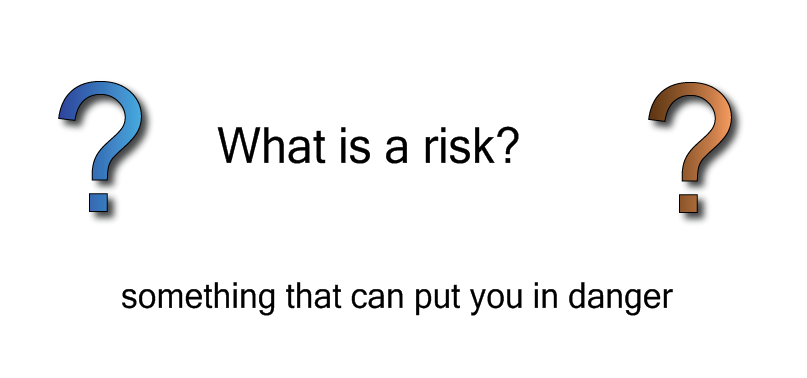 ? What is a risk? ?
something that can put you in danger